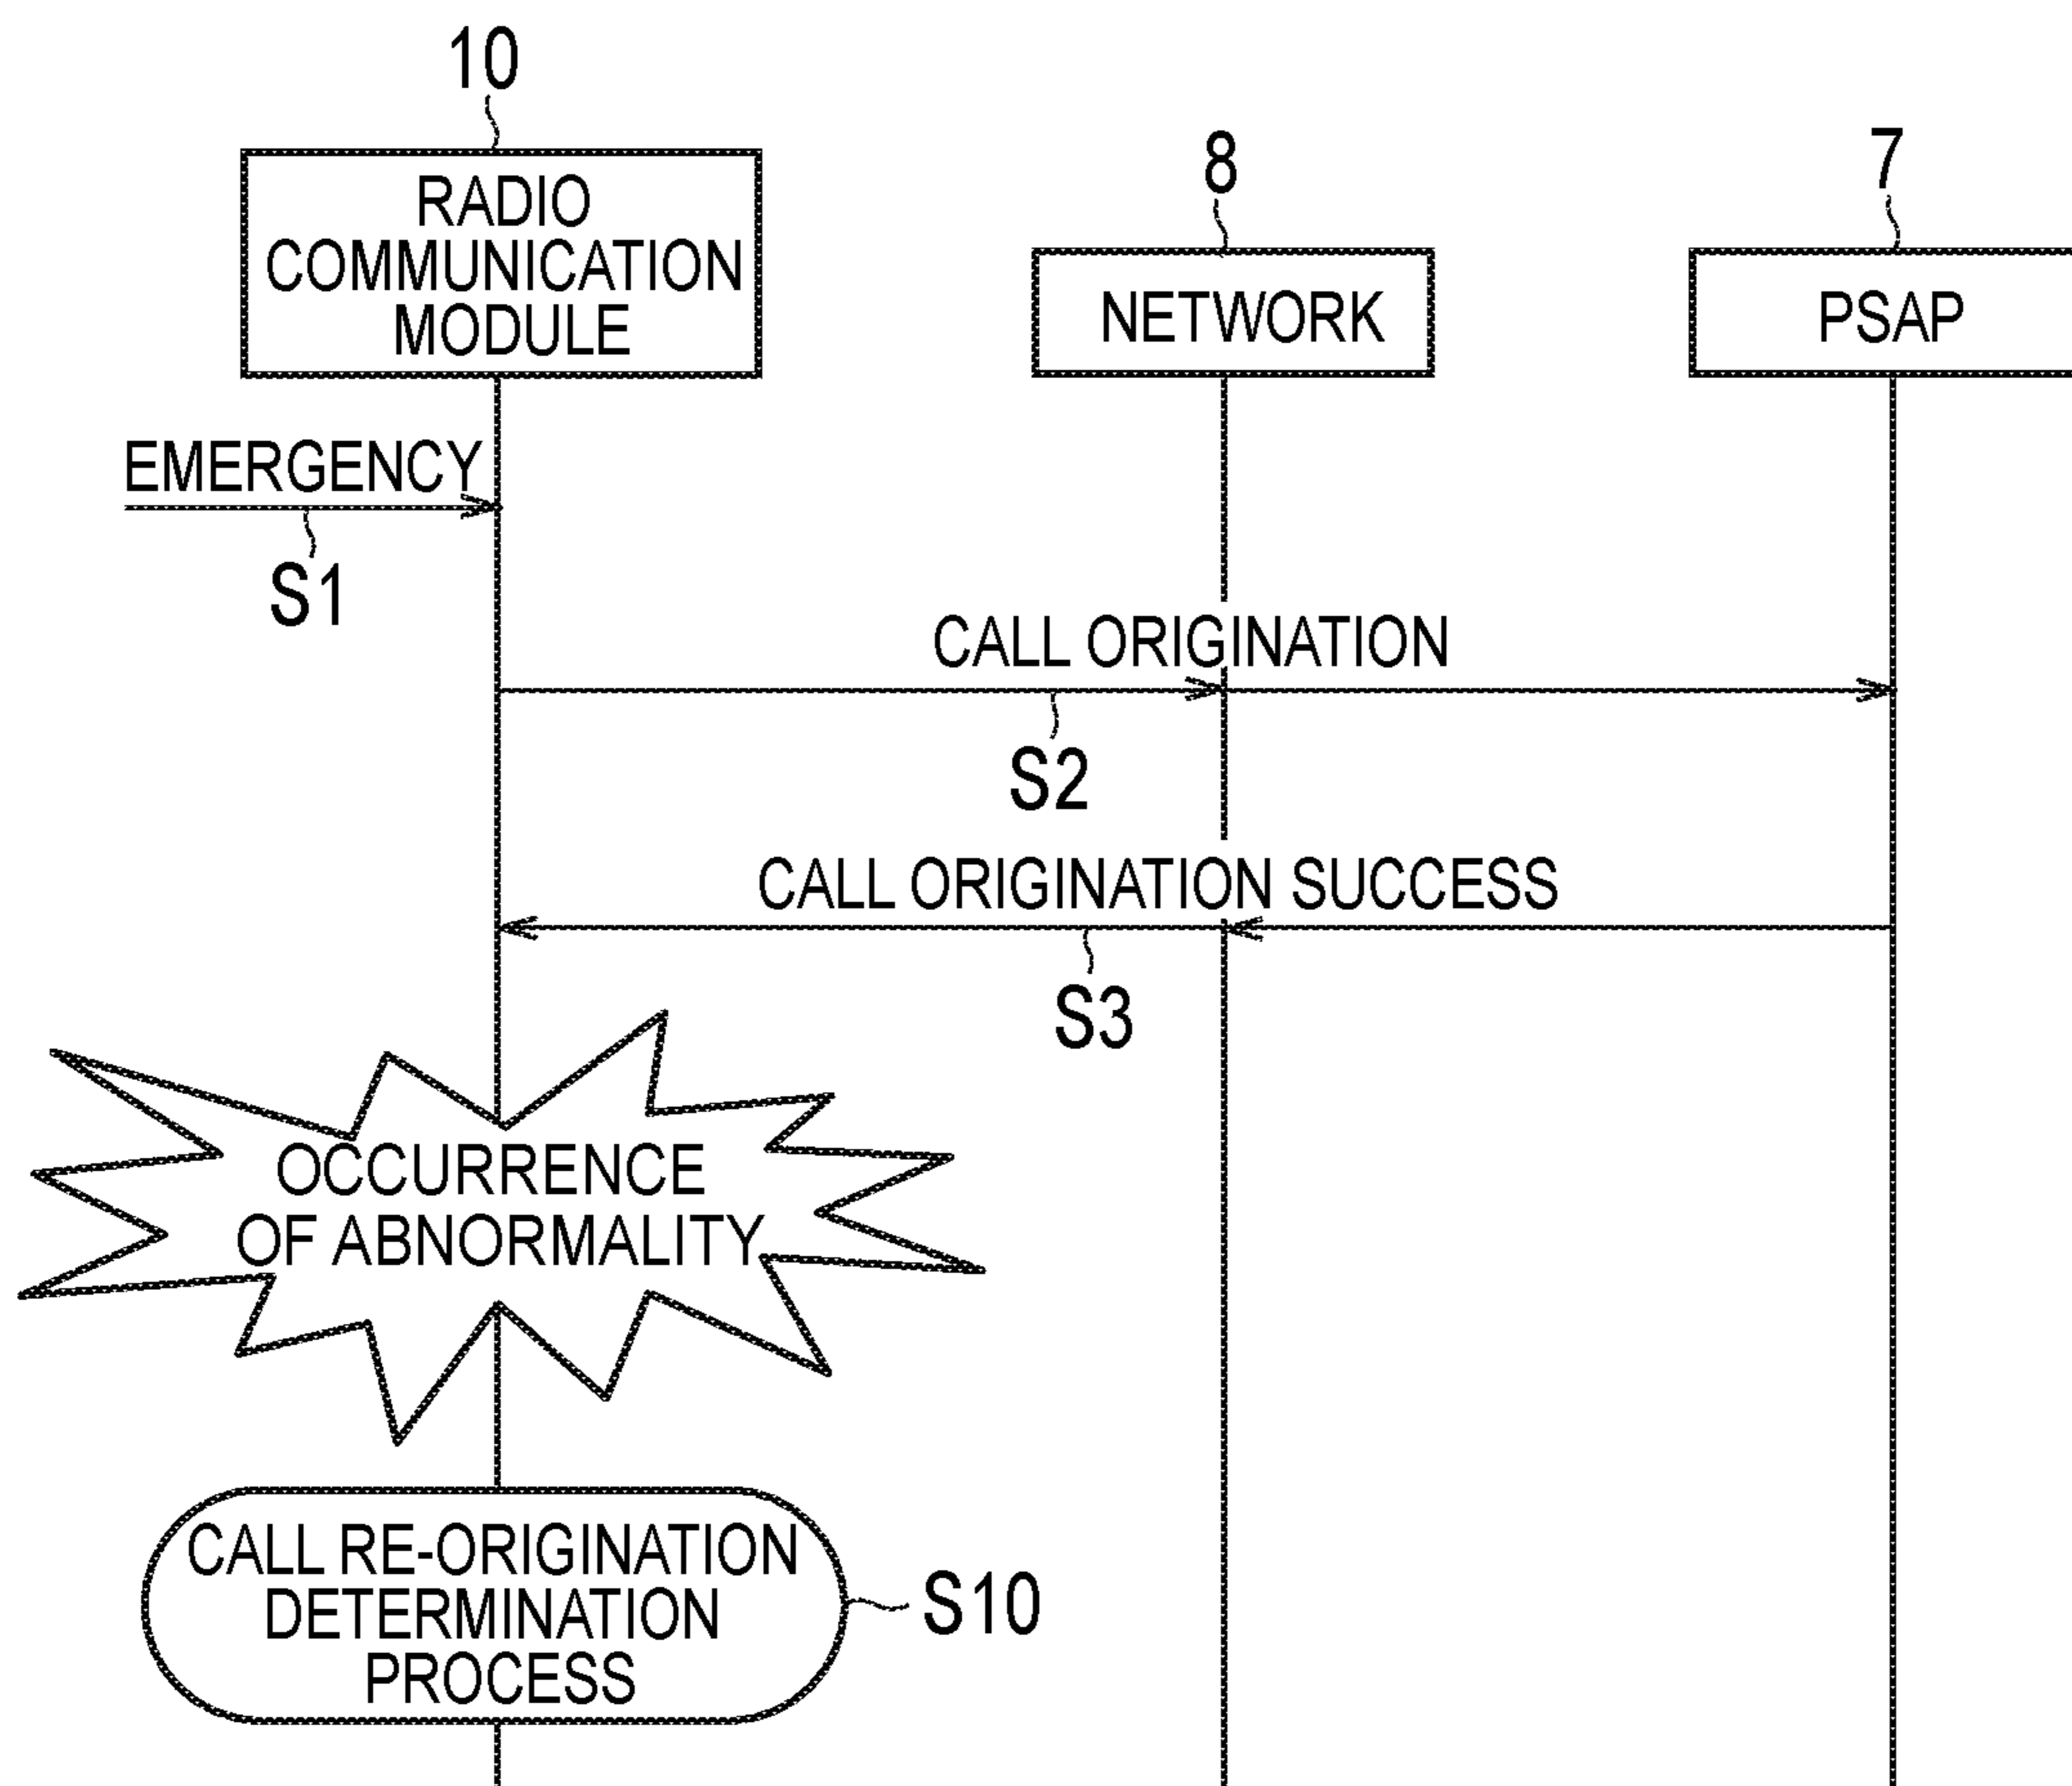 10
RADIO
COMMUNICATION
MODULE
8
NETWORK
7
PSAP
EMERGENCY
S1
CALL ORIGINATION
S2
CALL ORIGINATION SUCCESS
S3
OCCURRENCE
OF ABNORMALITY
CALL RE-ORIGINATION
DETERMINATION
PROCESS
S10